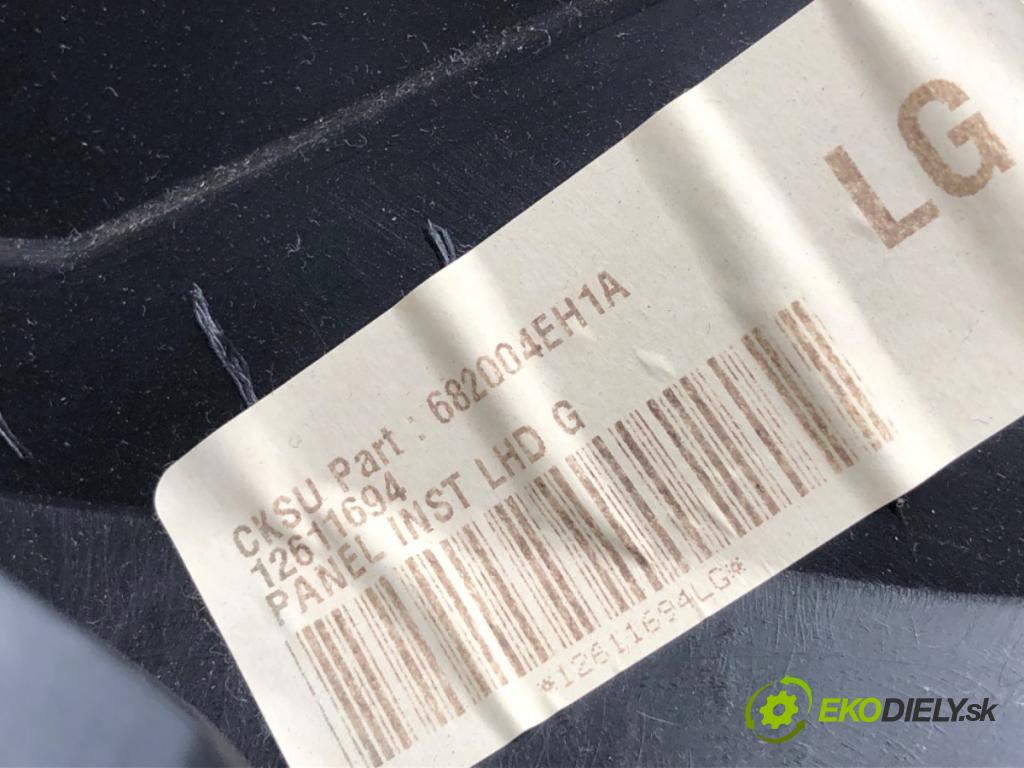 LG
CKSU Part : 682004EH1A
12611694
PANEL INST LHD G
*12611694LG*
EKODIELY.sk